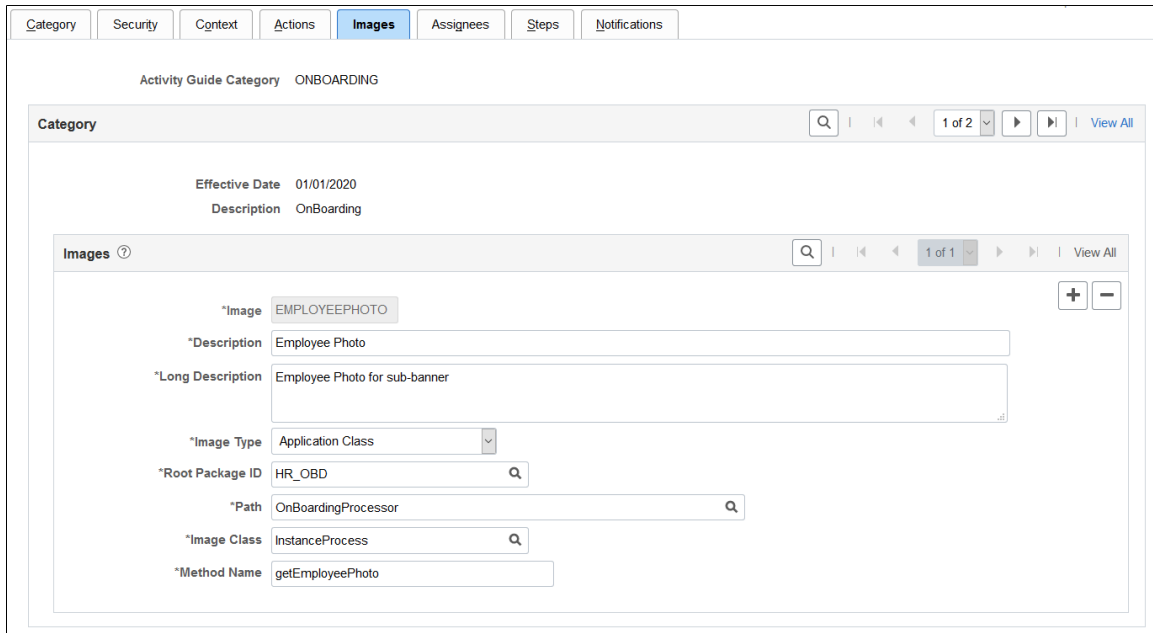 Category Security Context Actions Images Assignees Steps Notifications
Activity Guide Category ONBOARDING
Category 1 of 2 View All
Effective Date 01/01/2020
Description OnBoarding
Images ? 1 of 1 View All
*Image EMPLOYEEPHOTO
*Description Employee Photo
*Long Description Employee Photo for sub-banner
*Image Type Application Class
*Root Package ID HR_OBD
*Path OnBoardingProcessor
*Image Class InstanceProcess
*Method Name getEmployeePhoto